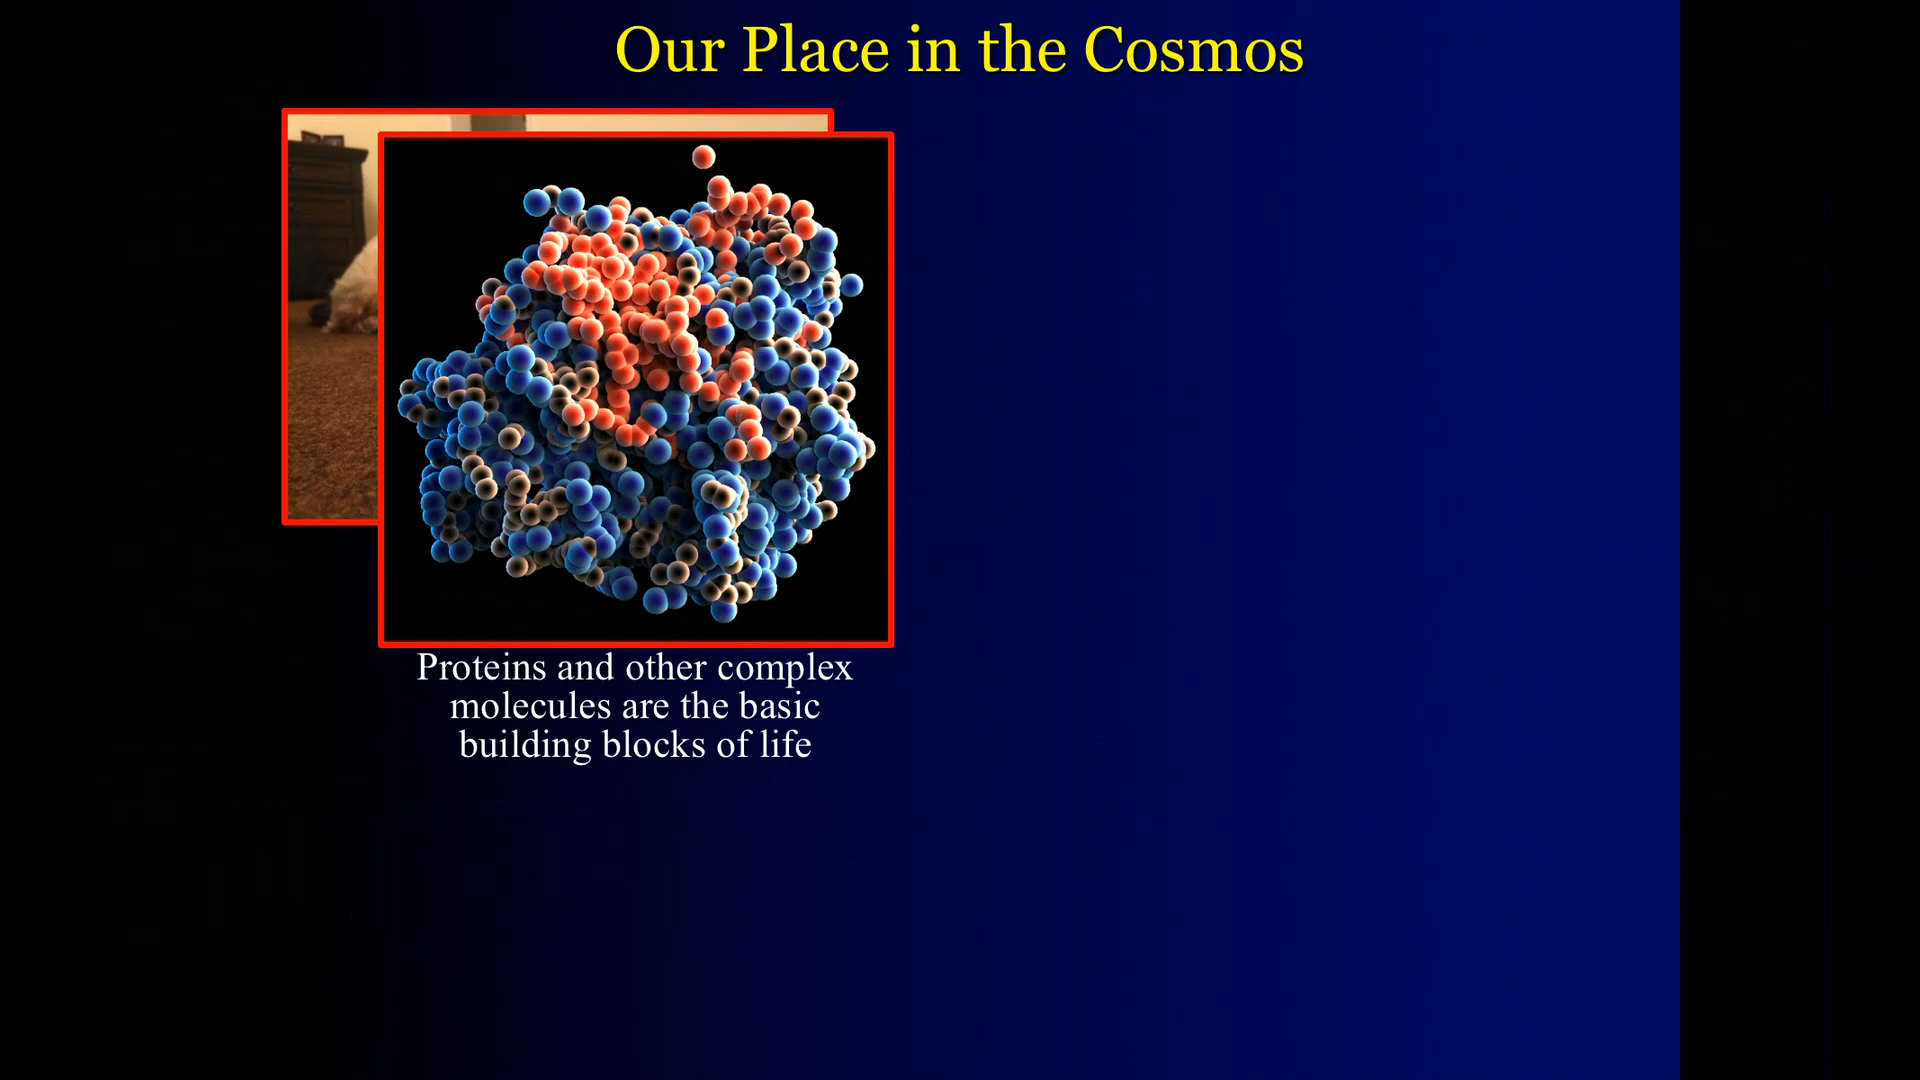 Our Place in the Cosmos
Proteins and other complex
molecules are the basic
building blocks of life